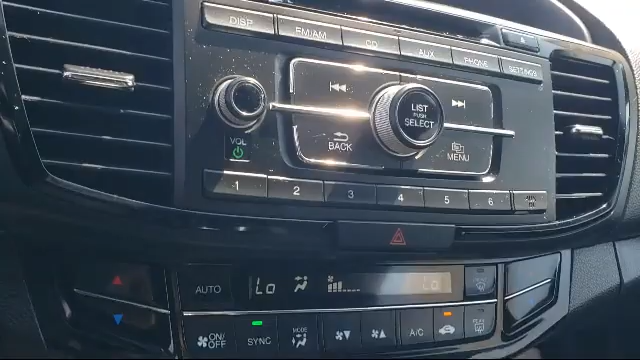 DISP FM/AM CD AUX PHONE SETTINGS
LIST
PUSH
SELECT
VOL
BACK
MENU
1 2 3 4 5 6
AUTO Lo Lo
ON/
OFF
SYNC
MODE
A/C